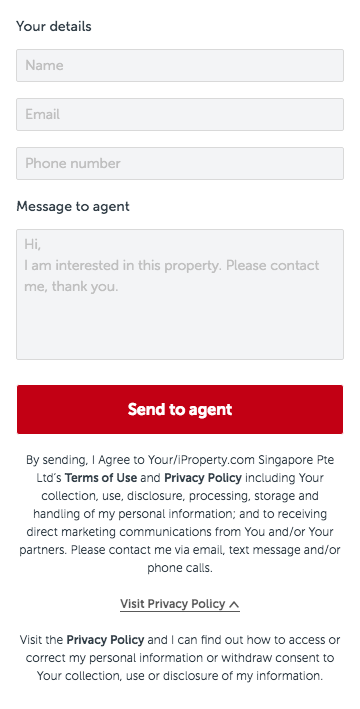 Your details
Name
Email
Phone number
Message to agent
Hi,
I am interested in this property. Please contact
me, thank you.
Send to agent
By sending, I Agree to Your/iProperty.com Singapore Pte
Ltd's Terms of Use and Privacy Policy including Your
collection, use, disclosure, processing, storage and
handling of my personal information; and to receiving
direct marketing communications from You and/or Your
partners. Please contact me via email, text message and/or
phone calls.
Visit Privacy Policy
Visit the Privacy Policy and I can find out how to access or
correct my personal information or withdraw consent to
Your collection, use or disclosure of my information.